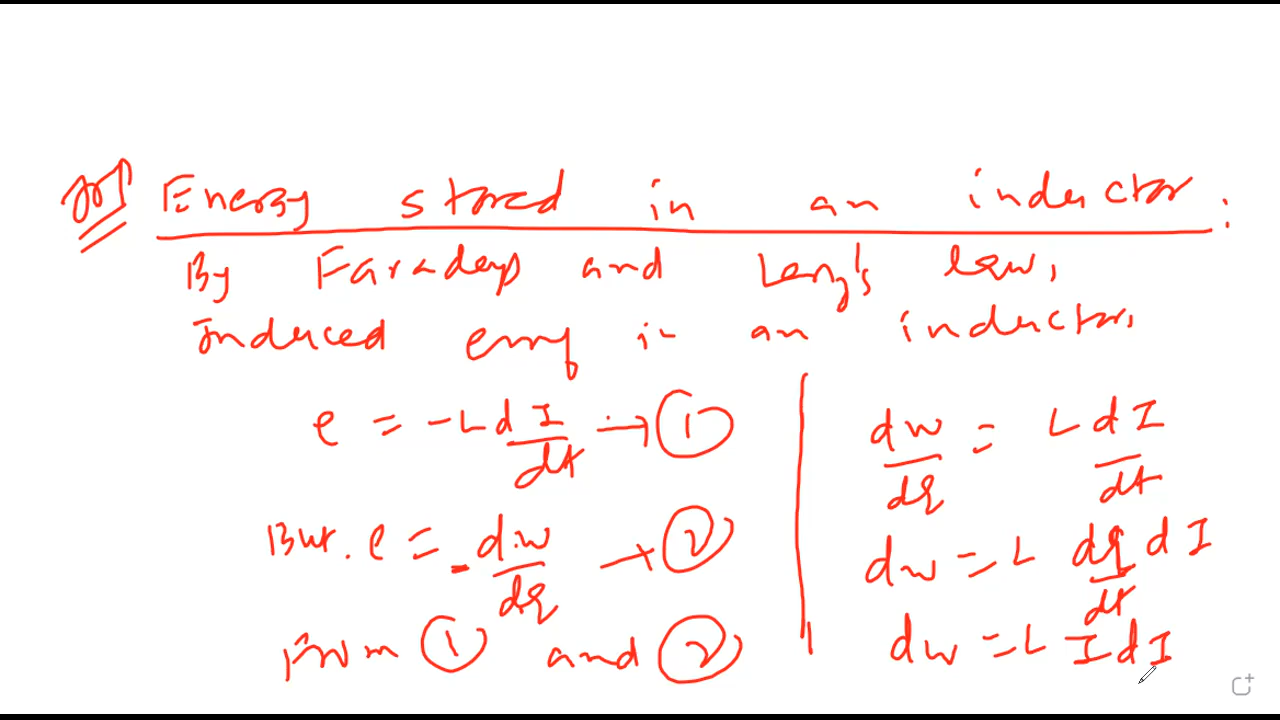 Energy stored in an inductor:
By Faradays and Lenz's law,
Induced emf in an inductor,
e = -L dI/dt → ①
But. e = -dw/dq → ②
From ① and ②
dw/dq = L dI/dt
dw = L dq/dt dI
dw = L I dI